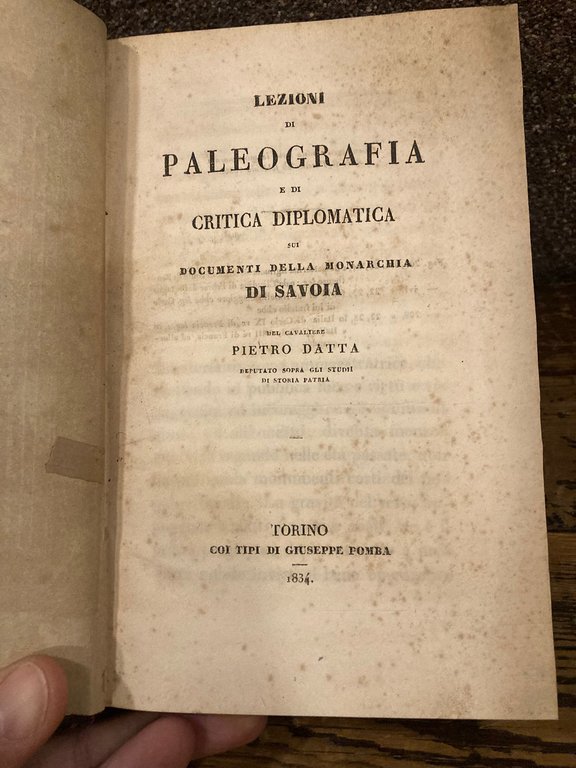 LEZIONI
DI
PALEOGRAFIA
E DI
CRITICA DIPLOMATICA
SUI
DOCUMENTI DELLA MONARCHIA
DI SAVOIA
DEL CAVALIERE
PIETRO DATTA
DEPUTATO SOPRA GLI STUDII
DI STORIA PATRIA
TORINO
COI TIPI DI GIUSEPPE POMBA
1834.